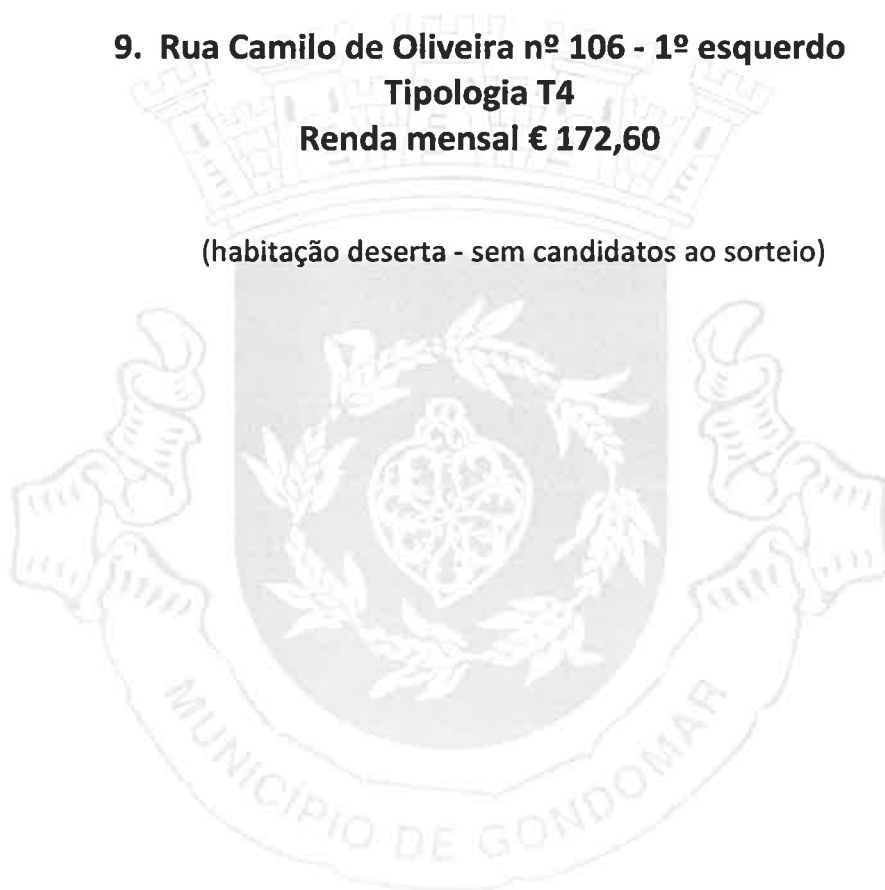 9. Rua Camilo de Oliveira nº 106 - 1º esquerdo
Tipologia T4
Renda mensal € 172,60
(habitação deserta - sem candidatos ao sorteio)
MUNICÍPIO DE GONDOMAR